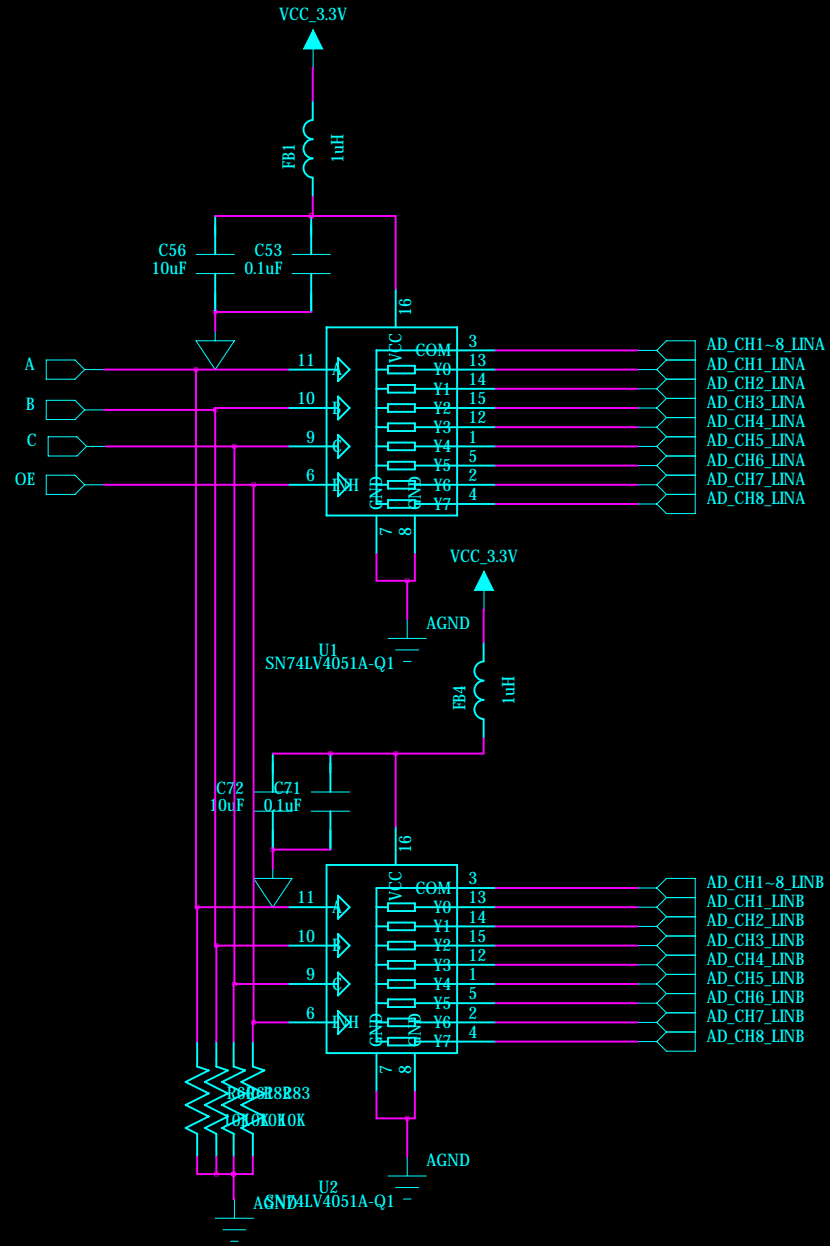 VCC_3.3V
FB1
1uH
C56
10uF
C53
0.1uF
16
A
B
C
OE
11
10
9
6
A
B
C
INH
VCC
COM
Y0
Y1
Y2
Y3
Y4
Y5
Y6
Y7
GND
GND
3
13
14
15
12
1
5
2
4
AD_CH1~8_LINA
AD_CH1_LINA
AD_CH2_LINA
AD_CH3_LINA
AD_CH4_LINA
AD_CH5_LINA
AD_CH6_LINA
AD_CH7_LINA
AD_CH8_LINA
7
8
AGND
U1
SN74LV4051A-Q1
VCC_3.3V
FB4
1uH
C72
10uF
C71
0.1uF
16
11
10
9
6
A
B
C
INH
VCC
COM
Y0
Y1
Y2
Y3
Y4
Y5
Y6
Y7
GND
GND
3
13
14
15
12
1
5
2
4
AD_CH1~8_LINB
AD_CH1_LINB
AD_CH2_LINB
AD_CH3_LINB
AD_CH4_LINB
AD_CH5_LINB
AD_CH6_LINB
AD_CH7_LINB
AD_CH8_LINB
7
8
AGND
U2
SN74LV4051A-Q1
10K
AGND